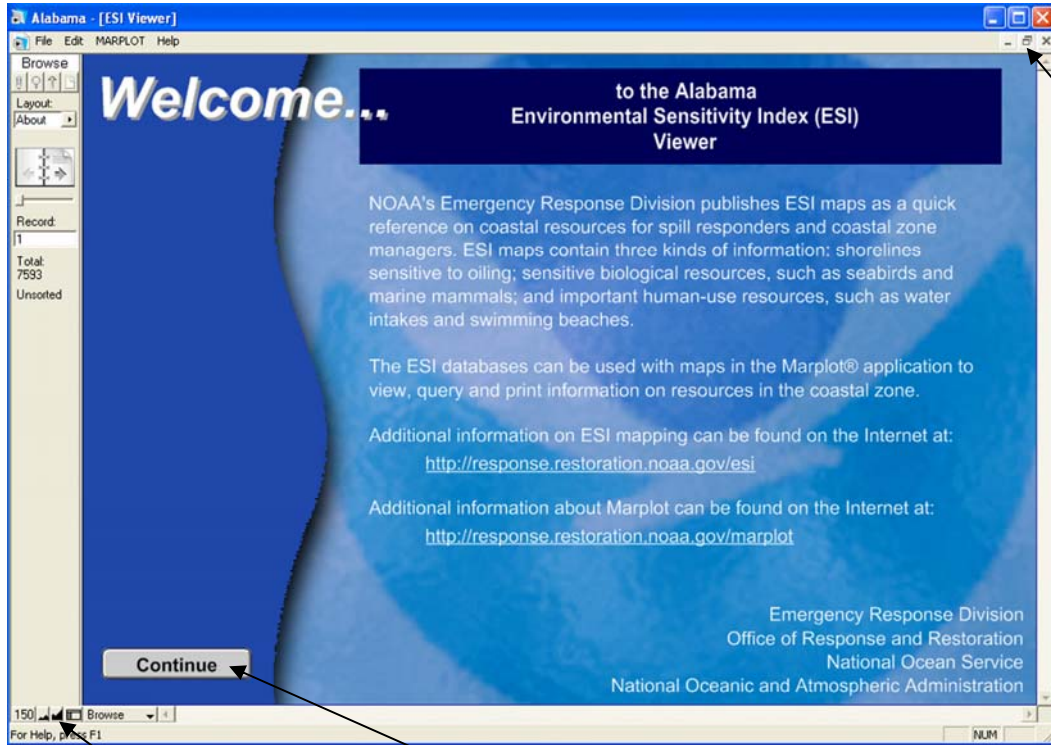 Alabama - [ESI Viewer]
File Edit MARPLOT Help
Browse
Layout:
About
Record:
1
Total:
7593
Unsorted
Welcome...
to the Alabama
Environmental Sensitivity Index (ESI)
Viewer
NOAA's Emergency Response Division publishes ESI maps as a quick
reference on coastal resources for spill responders and coastal zone
managers. ESI maps contain three kinds of information: shorelines
sensitive to oiling; sensitive biological resources, such as seabirds and
marine mammals; and important human-use resources, such as water
intakes and swimming beaches.
The ESI databases can be used with maps in the Marplot® application to
view, query and print information on resources in the coastal zone.
Additional information on ESI mapping can be found on the Internet at:
http://response.restoration.noaa.gov/esi
Additional information about Marplot can be found on the Internet at:
http://response.restoration.noaa.gov/marplot
Emergency Response Division
Office of Response and Restoration
National Ocean Service
National Oceanic and Atmospheric Administration
Continue
150 Browse
For Help, press F1
NUM